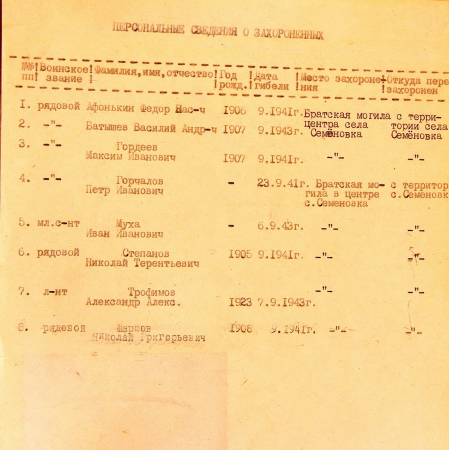 ПЕРСОНАЛЬНЫЕ СВЕДЕНИЯ О ЗАХОРОНЕННЫХ
№№!Воинское!Фамилия,имя,отчество!Год !Дата !Место захороне-!Откуда пере
пп! звание ! !рожд.!гибели !ния ! захоронен
1. рядовой Афонькин Федор Вас-ч 1906 9.1941г. Братская могила с терри-
2. -"- Батышев Василий Андр-ч 1907 9.1943г. центра села тории села
Семёновка Семёновка
3. -"- Гордеев
Максим Иванович 1907 9.1941г. -"- -"-
4. -"- Горчалов - 23.9.41г. Братская мо- с территор
Петр Иванович гила в центре с.Семёновк
с.Семеновка
5. мл.с-нт Муха - 6.9.43г. -"- -"-
Иван Иванович
6. рядовой Степанов 1905 9.1941г. -"- -"-
Николай Терентьевич
7. л-нт Трофимов -"- -"-
Александр Алекс. 1923 7.9.1943г.
8. рядовой 1908 9.1941г. -"- -"-
Николай Григорьевич